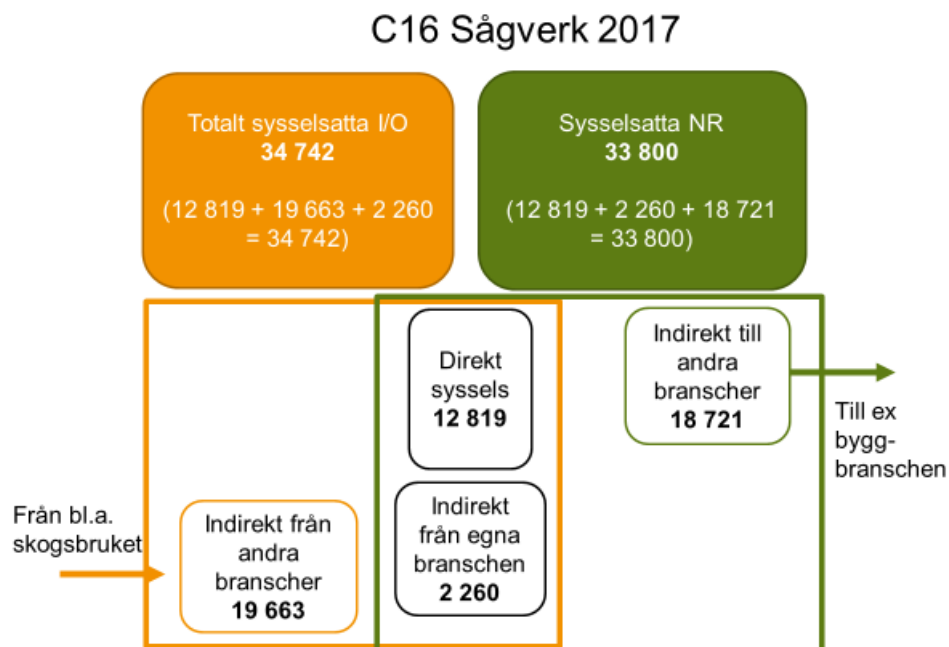 C16 Sågverk 2017
Totalt sysselsatta I/O
34 742
(12 819 + 19 663 + 2 260
= 34 742)
Sysselsatta NR
33 800
(12 819 + 2 260 + 18 721
= 33 800)
Direkt
syssels
12 819
Indirekt till
andra
branscher
18 721
Till ex
bygg-
branschen
Från bl.a.
skogsbruket
Indirekt från
andra
branscher
19 663
Indirekt
från egna
branschen
2 260